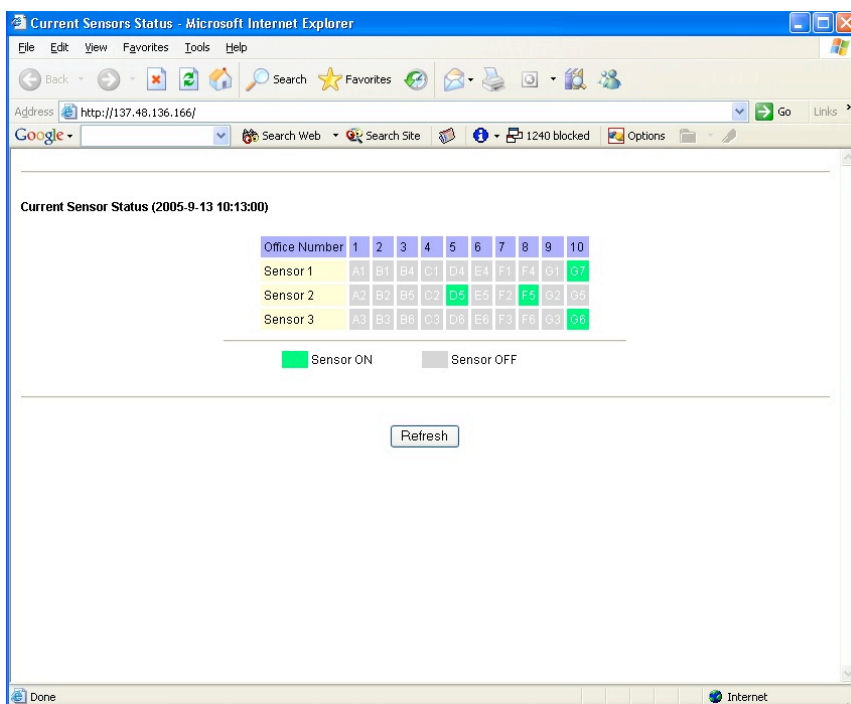 Current Sensors Status - Microsoft Internet Explorer
File Edit View Favorites Tools Help
Back Search Favorites
Address http://137.48.136.166/ Go Links
Google Search Web Search Site 1240 blocked Options
Current Sensor Status (2005-9-13 10:13:00)
Office Number 1 2 3 4 5 6 7 8 9 10
Sensor 1 A1 B1 B4 C1 D4 E4 F1 F4 G1 G7
Sensor 2 A2 B2 B5 C2 D5 E5 F2 F5 G2 G5
Sensor 3 A3 B3 B6 C3 D6 E6 F3 F6 G3 G6
Sensor ON Sensor OFF
Refresh
Done Internet